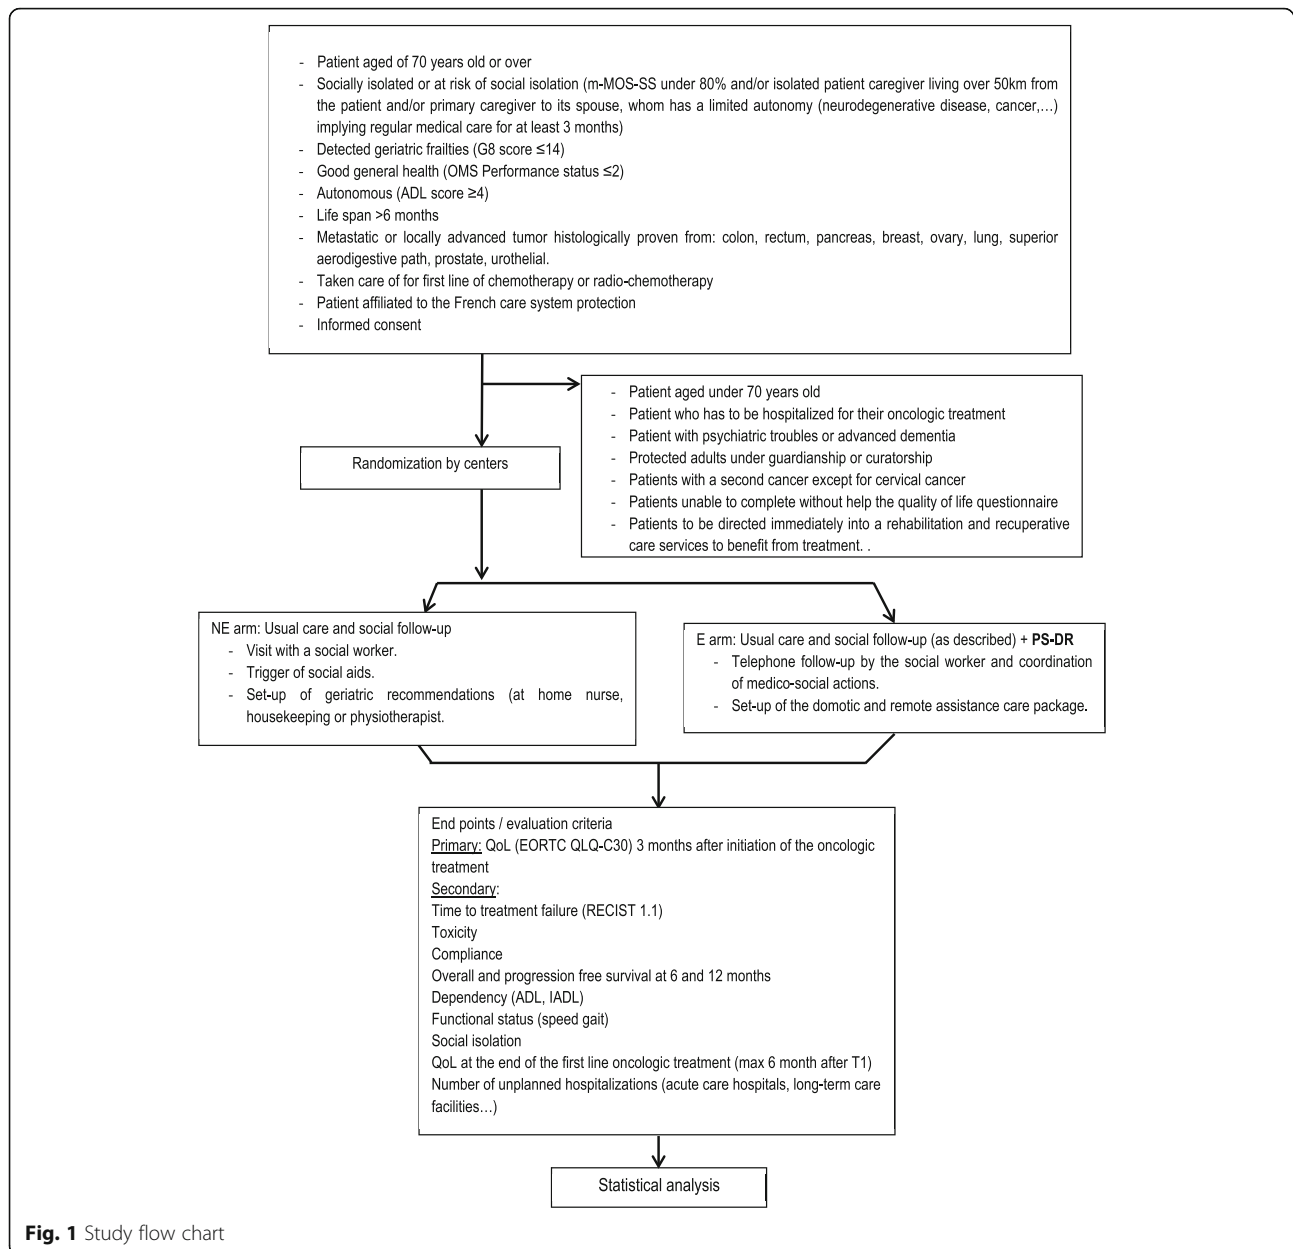 - Patient aged of 70 years old or over
- Socially isolated or at risk of social isolation (m-MOS-SS under 80% and/or isolated patient caregiver living over 50km from
the patient and/or primary caregiver to its spouse, whom has a limited autonomy (neurodegenerative disease, cancer,…)
implying regular medical care for at least 3 months)
- Detected geriatric frailties (G8 score ≤14)
- Good general health (OMS Performance status ≤2)
- Autonomous (ADL score ≥4)
- Life span >6 months
- Metastatic or locally advanced tumor histologically proven from: colon, rectum, pancreas, breast, ovary, lung, superior
aerodigestive path, prostate, urothelial.
- Taken care of for first line of chemotherapy or radio-chemotherapy
- Patient affiliated to the French care system protection
- Informed consent
- Patient aged under 70 years old
- Patient who has to be hospitalized for their oncologic treatment
- Patient with psychiatric troubles or advanced dementia
- Protected adults under guardianship or curatorship
- Patients with a second cancer except for cervical cancer
- Patients unable to complete without help the quality of life questionnaire
- Patients to be directed immediately into a rehabilitation and recuperative
care services to benefit from treatment. .
Randomization by centers
NE arm: Usual care and social follow-up
- Visit with a social worker.
- Trigger of social aids.
- Set-up of geriatric recommendations (at home nurse,
housekeeping or physiotherapist.
E arm: Usual care and social follow-up (as described) + PS-DR
- Telephone follow-up by the social worker and coordination
of medico-social actions.
- Set-up of the domotic and remote assistance care package.
End points / evaluation criteria
Primary: QoL (EORTC QLQ-C30) 3 months after initiation of the oncologic
treatment
Secondary:
Time to treatment failure (RECIST 1.1)
Toxicity
Compliance
Overall and progression free survival at 6 and 12 months
Dependency (ADL, IADL)
Functional status (speed gait)
Social isolation
QoL at the end of the first line oncologic treatment (max 6 month after T1)
Number of unplanned hospitalizations (acute care hospitals, long-term care
facilities…)
Statistical analysis
Fig. 1 Study flow chart